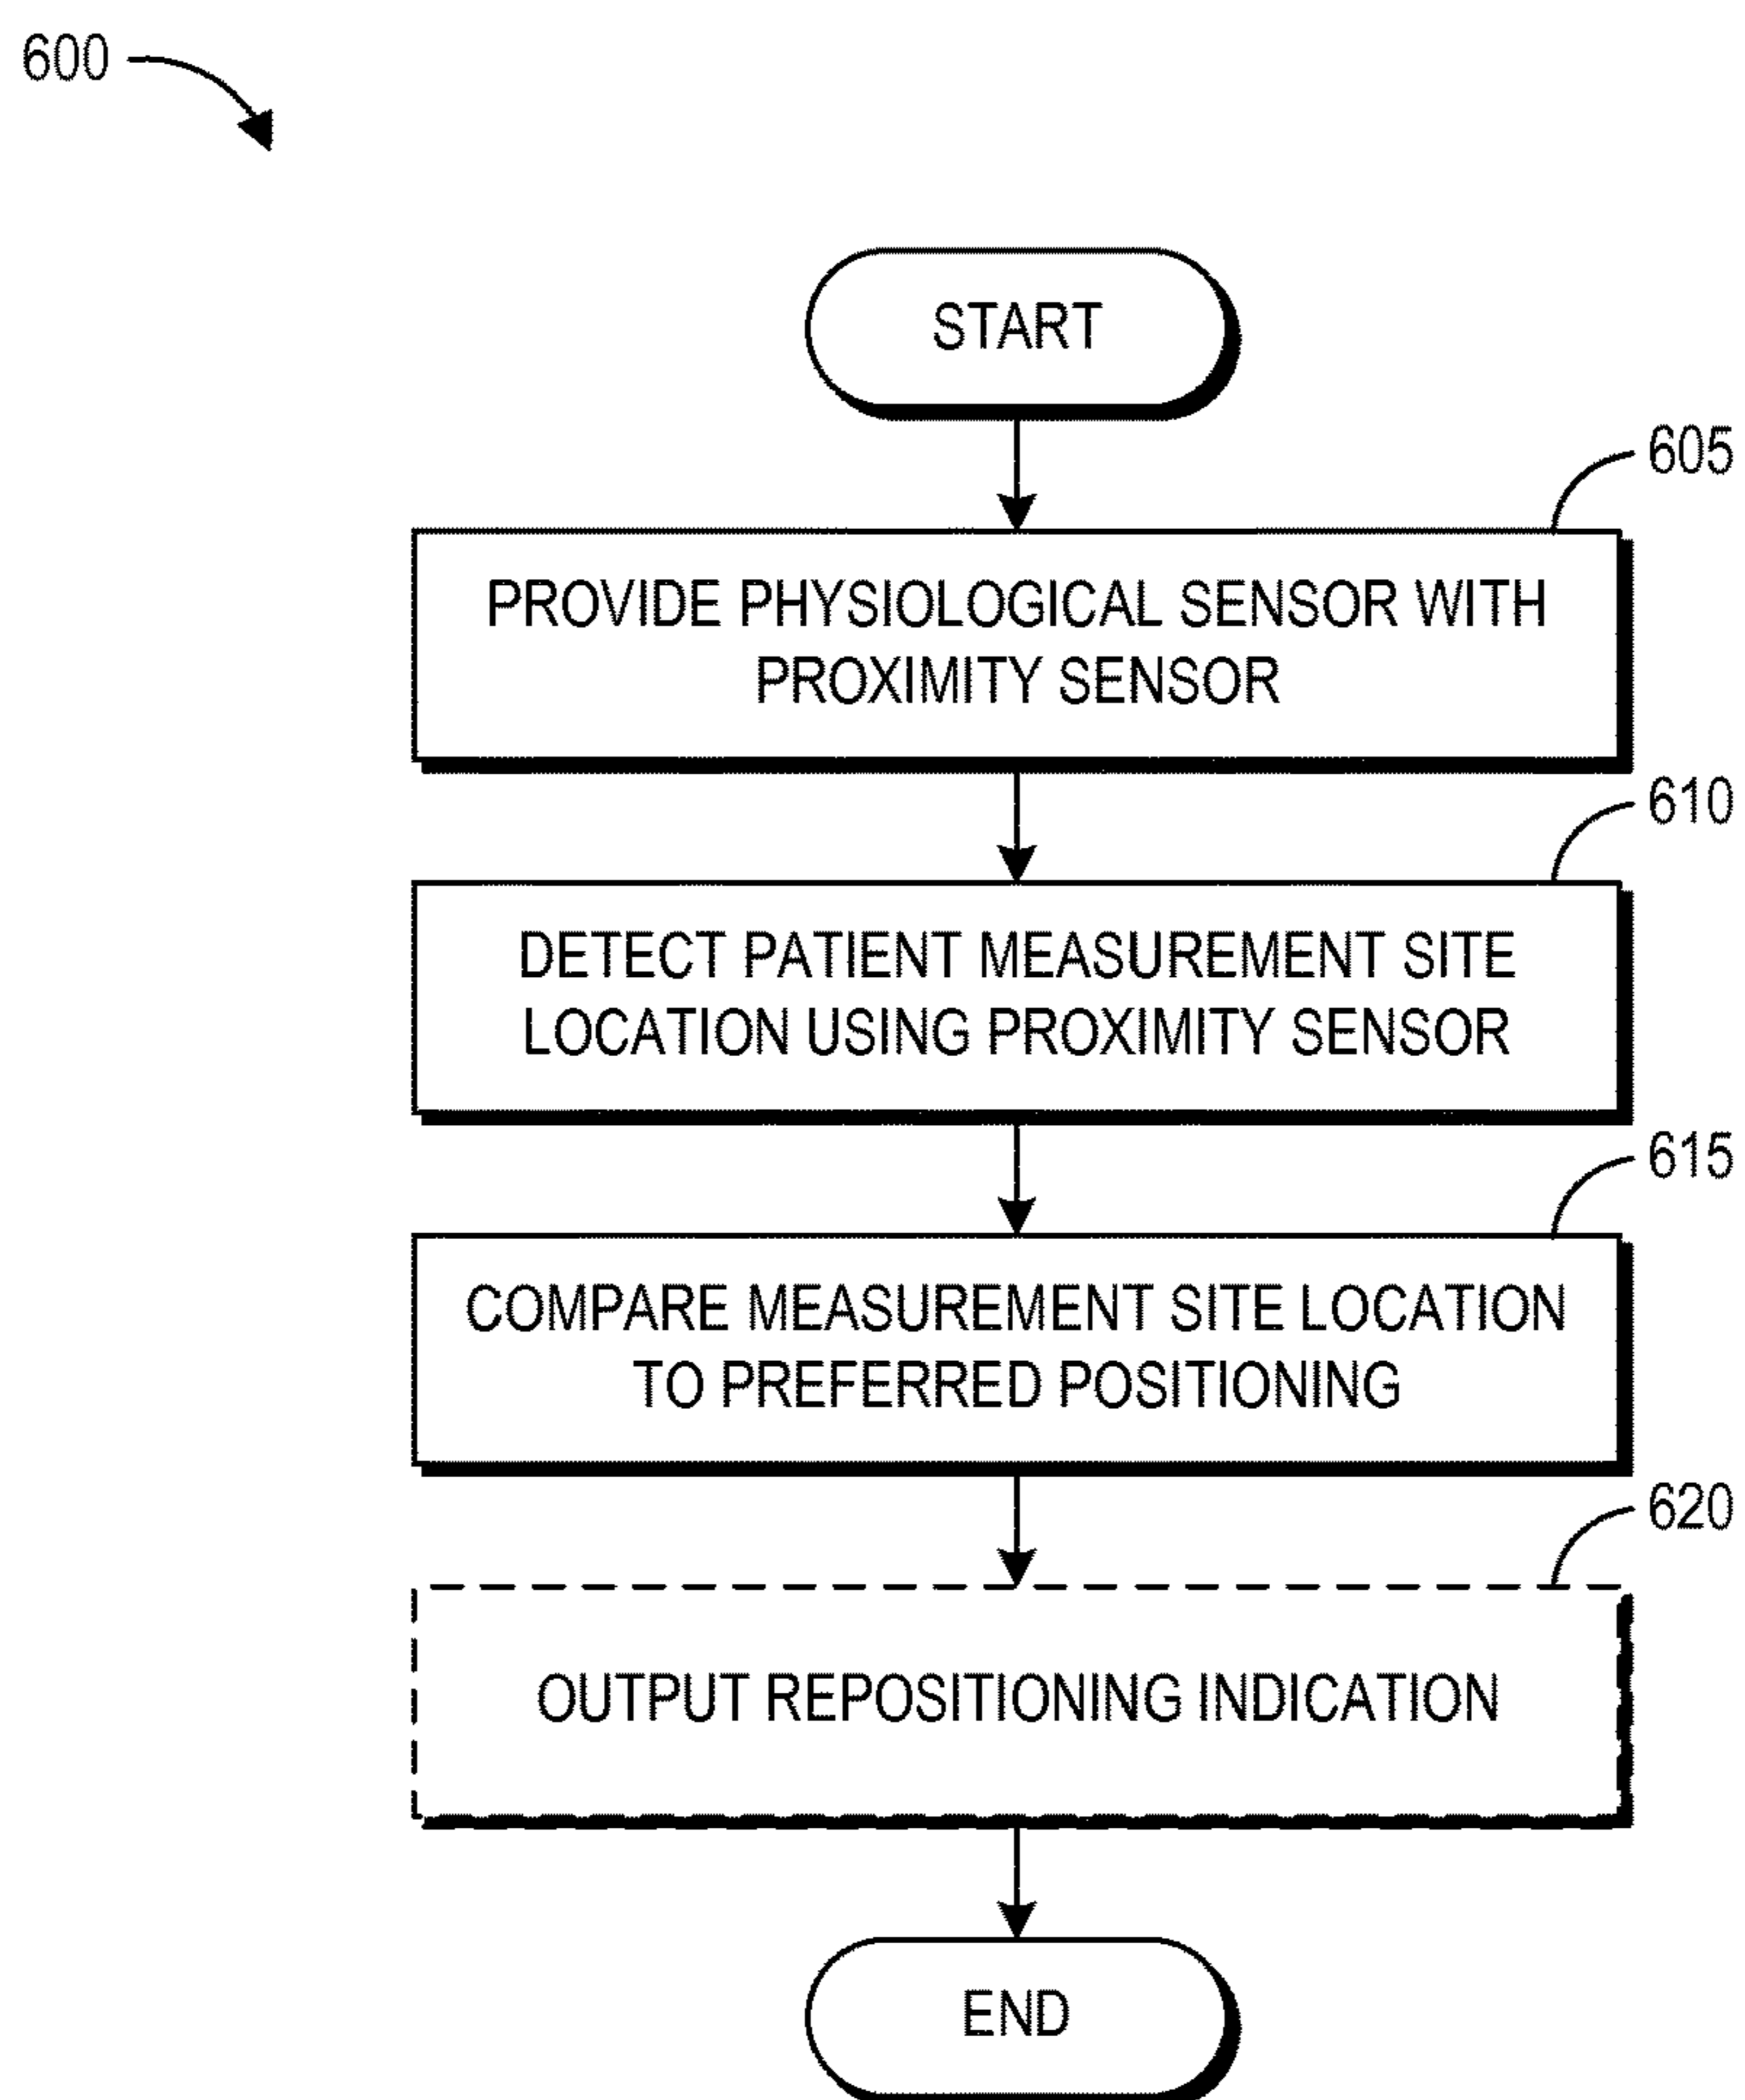 600
START
605
PROVIDE PHYSIOLOGICAL SENSOR WITH
PROXIMITY SENSOR
610
DETECT PATIENT MEASUREMENT SITE
LOCATION USING PROXIMITY SENSOR
615
COMPARE MEASUREMENT SITE LOCATION
TO PREFERRED POSITIONING
620
OUTPUT REPOSITIONING INDICATION
END